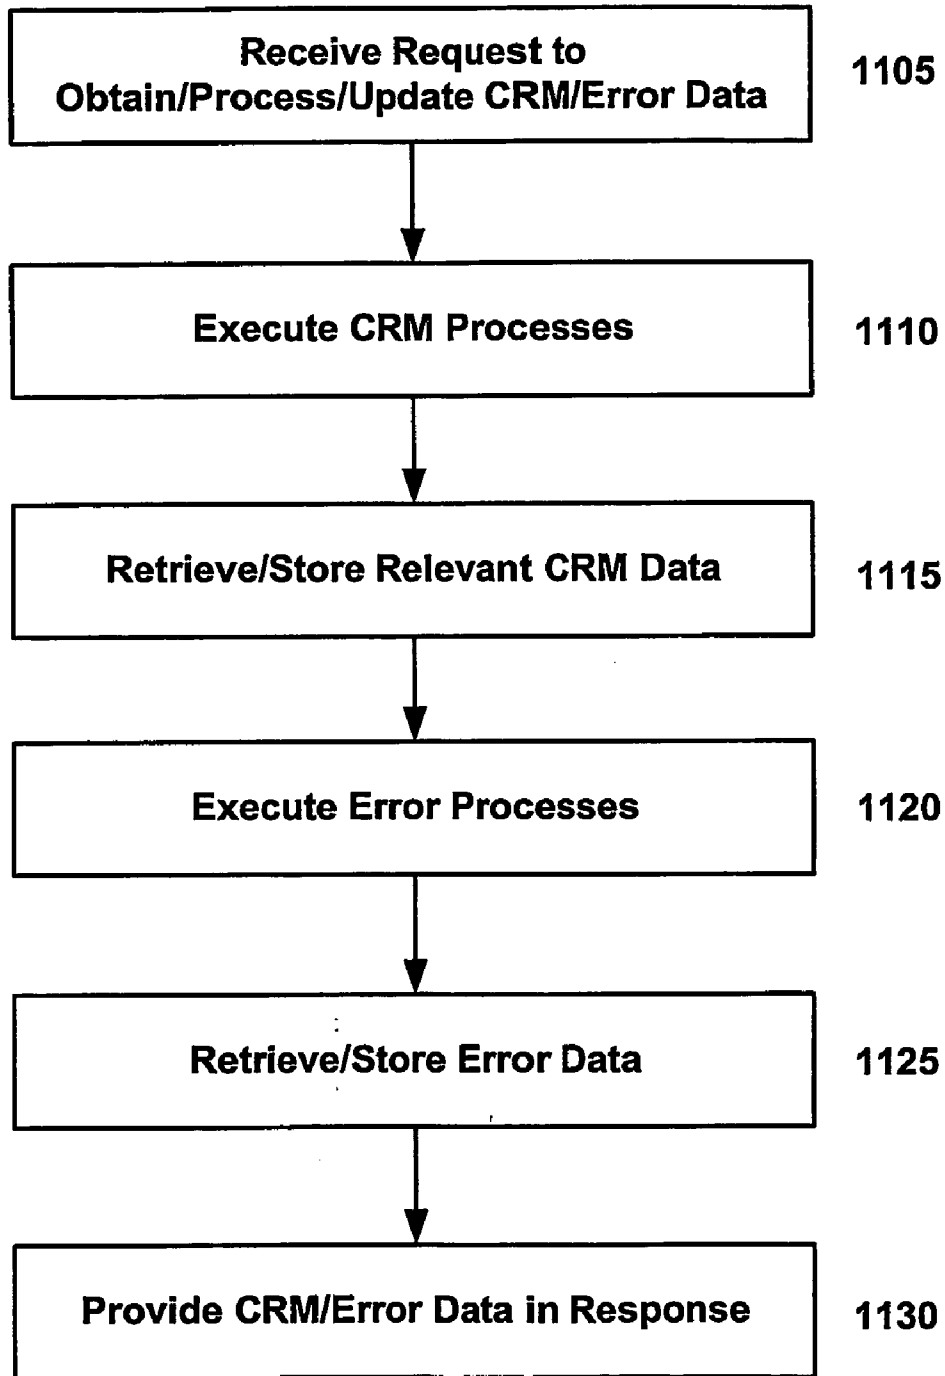 Receive Request to
Obtain/Process/Update CRM/Error Data
1105
Execute CRM Processes
1110
Retrieve/Store Relevant CRM Data
1115
Execute Error Processes
1120
Retrieve/Store Error Data
1125
Provide CRM/Error Data in Response
1130